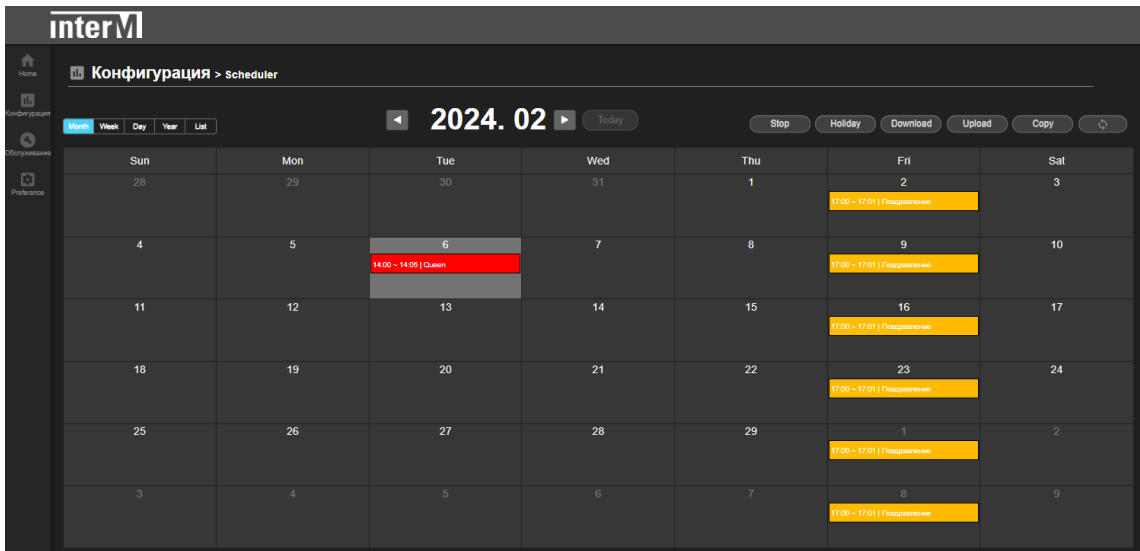 interM
Home
Конфигурация
Обслуживание
Preference
Конфигурация > Scheduler
Month Week Day Year List
2024. 02 Today
Stop Holiday Download Upload Copy
Sun Mon Tue Wed Thu Fri Sat
28 29 30 31 1 2 3
17:00 ~ 17:01 | Поздравление
4 5 6 7 8 9 10
14:00 ~ 14:05 | Queen 17:00 ~ 17:01 | Поздравление
11 12 13 14 15 16 17
17:00 ~ 17:01 | Поздравление
18 19 20 21 22 23 24
17:00 ~ 17:01 | Поздравление
25 26 27 28 29 1 2
17:00 ~ 17:01 | Поздравление
3 4 5 6 7 8 9
17:00 ~ 17:01 | Поздравление